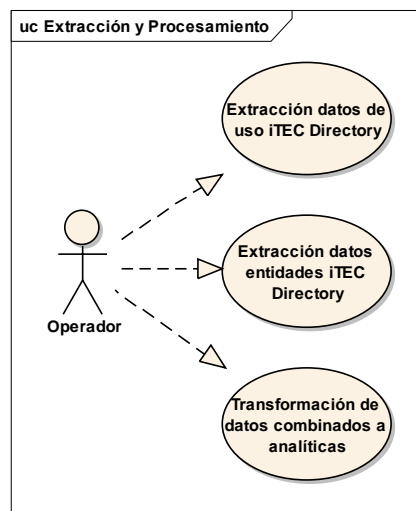 uc Extracción y Procesamiento
Extracción datos de
uso iTEC Directory
Extracción datos
entidades iTEC
Directory
Operador
Transformación de
datos combinados a
analíticas